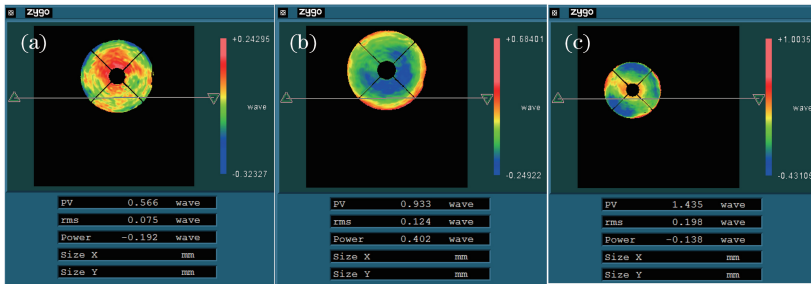 zygo
(a)
+0.24295
wave
-0.32327
PV 0.566 wave
rms 0.075 wave
Power -0.192 wave
Size X mm
Size Y mm
zygo
(b)
+0.68401
wave
-0.24922
PV 0.933 wave
rms 0.124 wave
Power 0.402 wave
Size X mm
Size Y mm
zygo
(c)
+1.0035
wave
-0.43109
PV 1.435 wave
rms 0.198 wave
Power -0.138 wave
Size X mm
Size Y mm